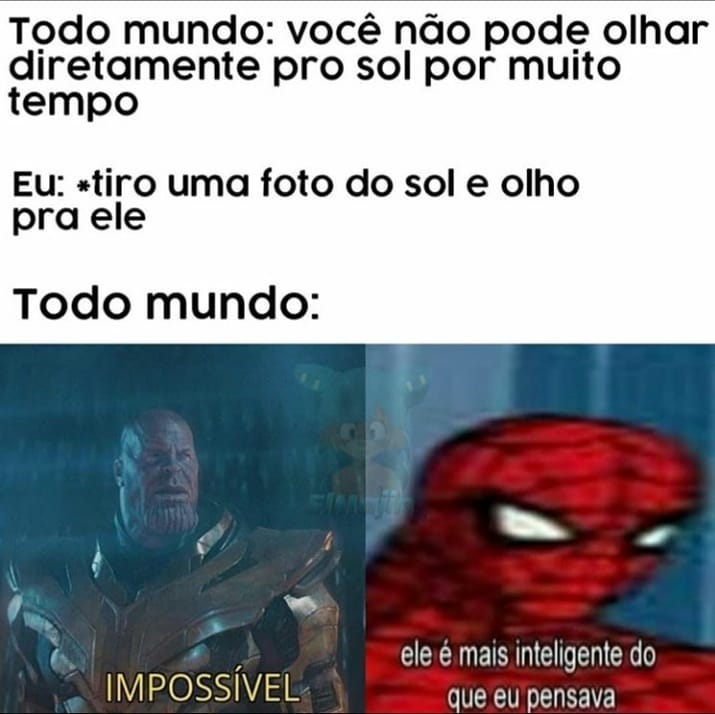 Todo mundo: você não pode olhar
diretamente pro sol por muito
tempo
Eu: *tiro uma foto do sol e olho
pra ele
Todo mundo:
IMPOSSÍVEL
ele é mais inteligente do
que eu pensava